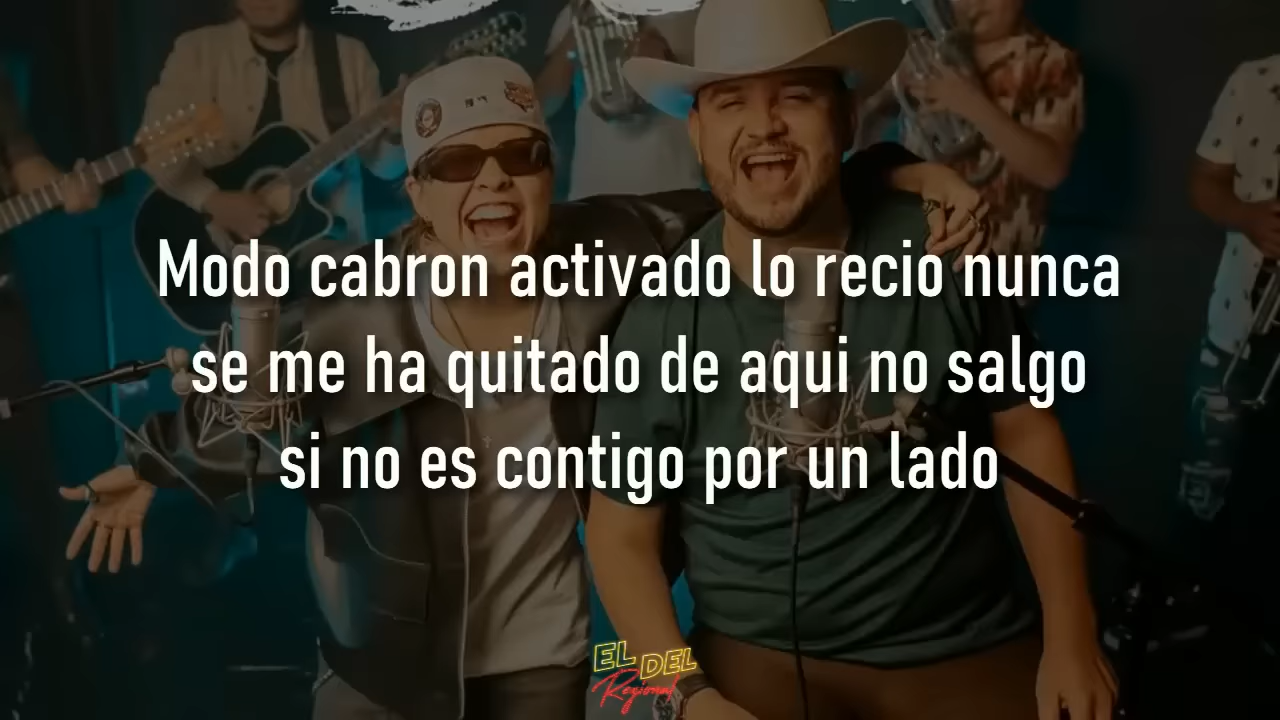 Modo cabron activado lo recio nunca
se me ha quitado de aqui no salgo
si no es contigo por un lado
EL DEL
Regional